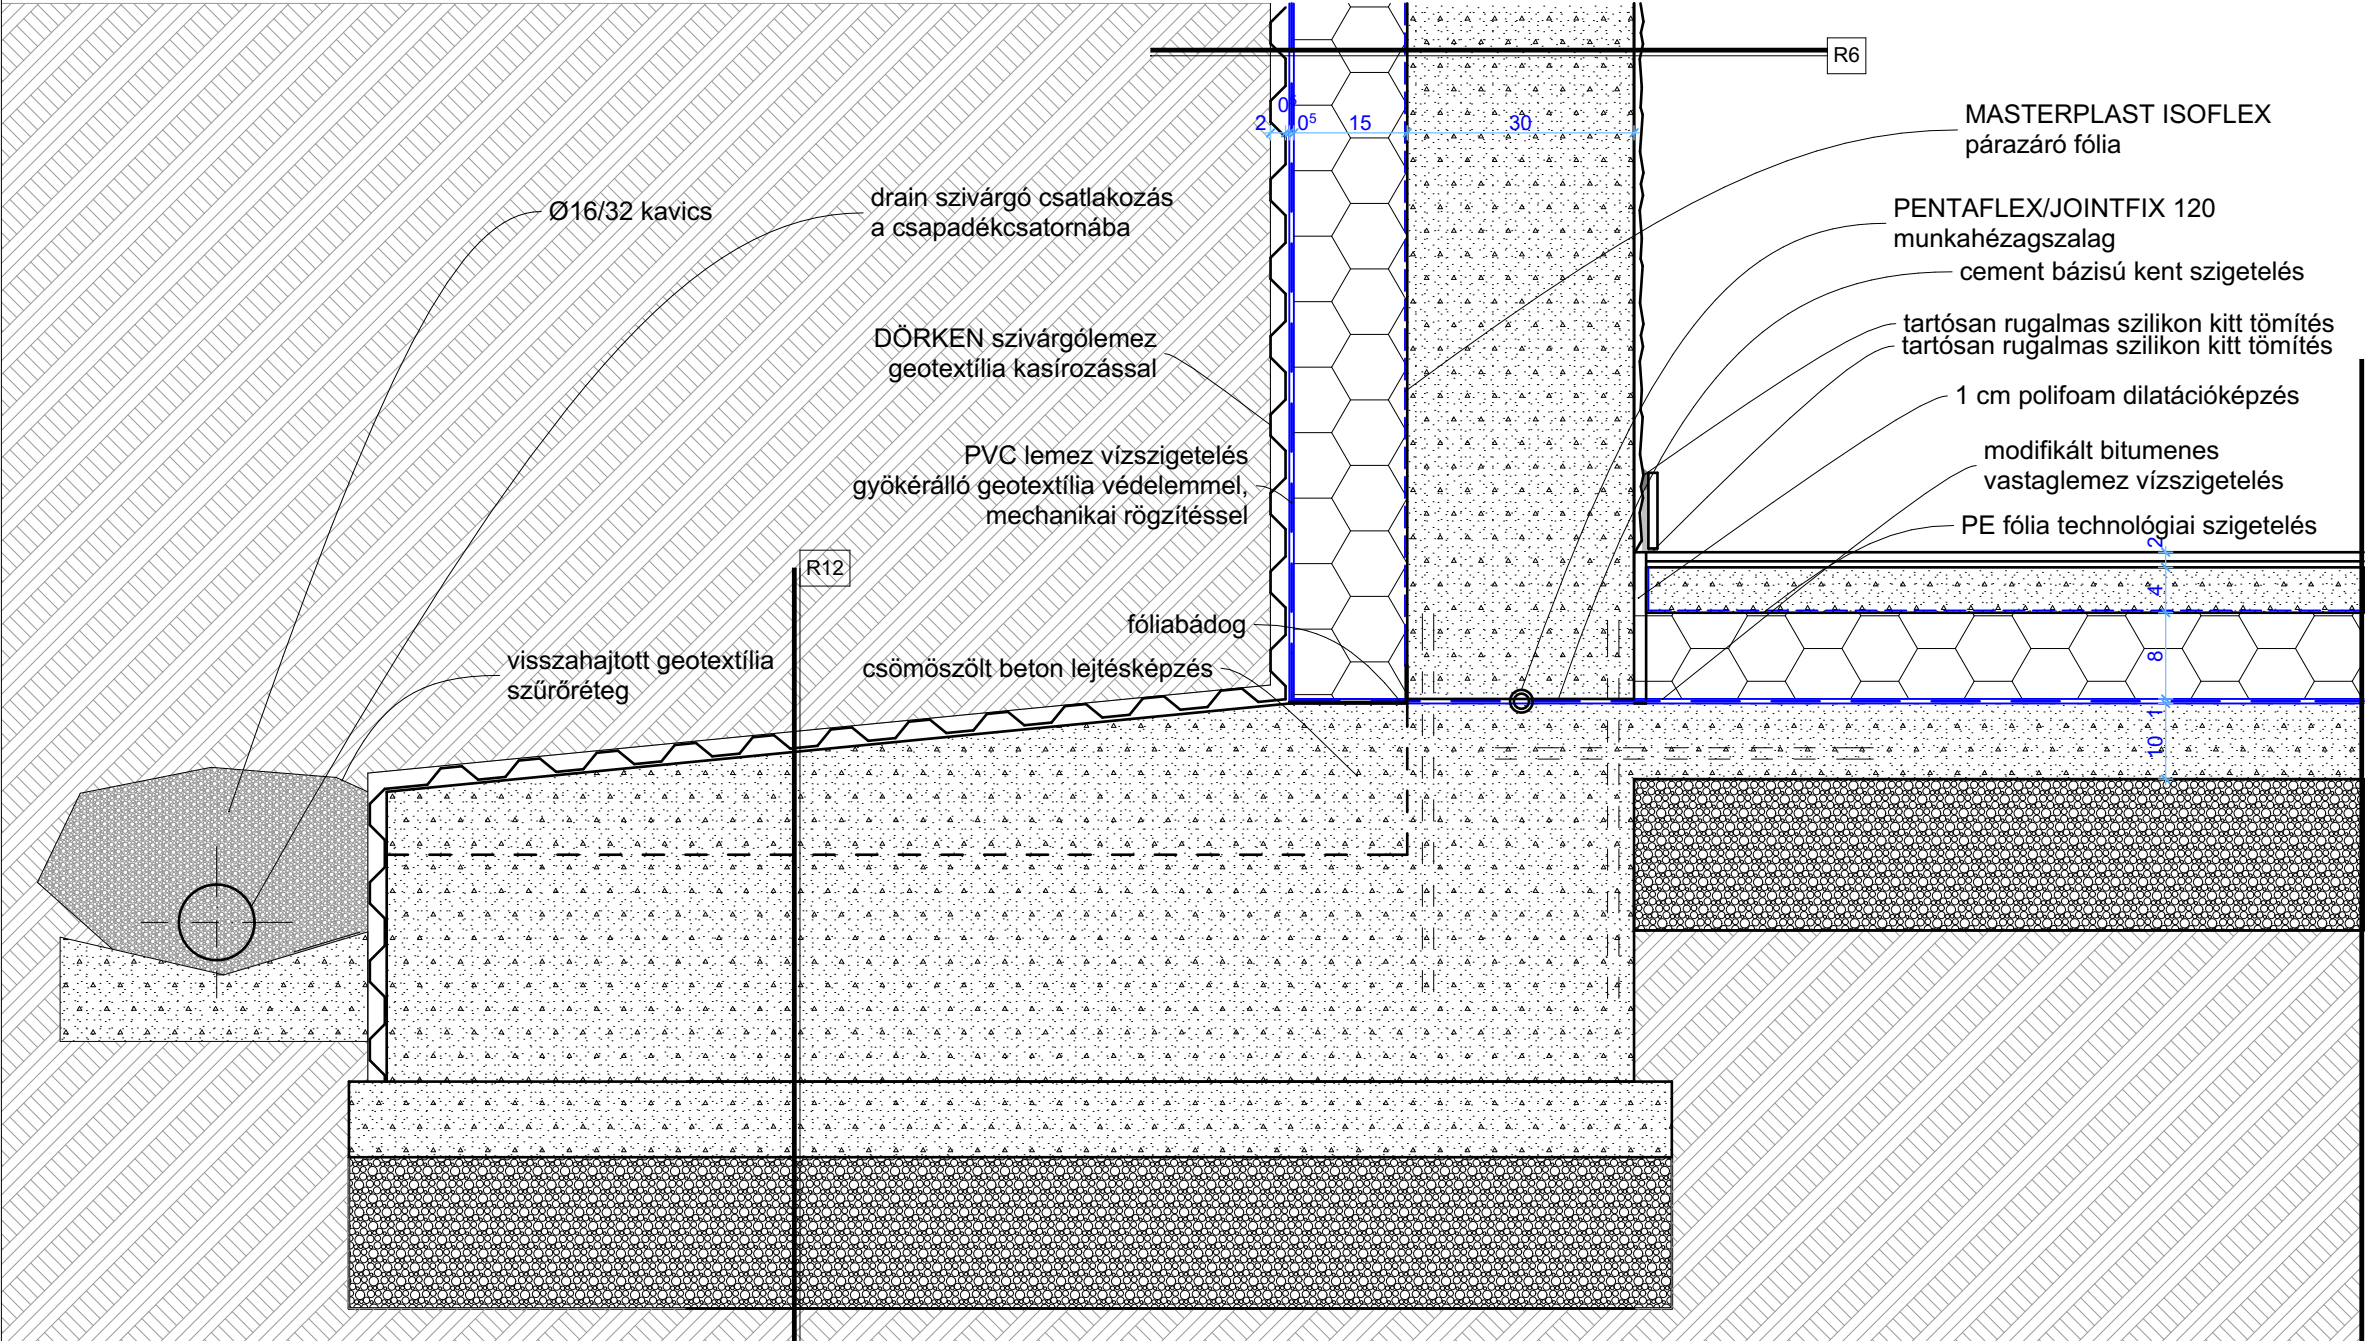 R6
0⁵
2
0⁵
15
30
MASTERPLAST ISOFLEX
párazáró fólia
Ø16/32 kavics
drain szivárgó csatlakozás
a csapadékcsatornába
PENTAFLEX/JOINTFIX 120
munkahézagszalag
cement bázisú kent szigetelés
tartósan rugalmas szilikon kitt tömítés
tartósan rugalmas szilikon kitt tömítés
DÖRKEN szivárgólemez
geotextília kasírozással
1 cm polifoam dilatációképzés
PVC lemez vízszigetelés
gyökérálló geotextília védelemmel,
mechanikai rögzítéssel
modifikált bitumenes
vastaglemez vízszigetelés
PE fólia technológiai szigetelés
R12
2
4
8
1
10
fóliabádog
csömöszölt beton lejtésképzés
visszahajtott geotextília
szűrőréteg